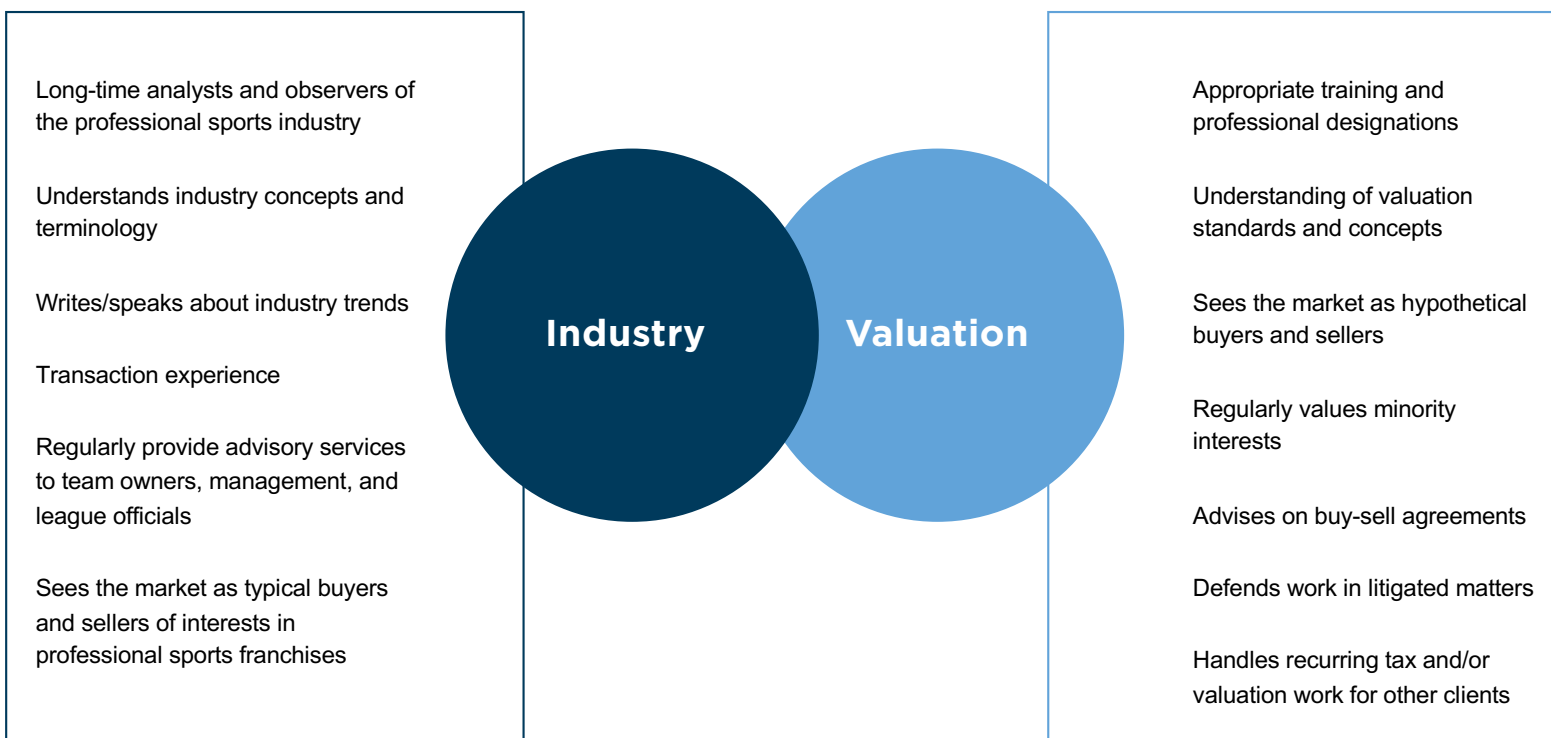 Long-time analysts and observers of
the professional sports industry
Understands industry concepts and
terminology
Writes/speaks about industry trends
Transaction experience
Regularly provide advisory services
to team owners, management, and
league officials
Sees the market as typical buyers
and sellers of interests in
professional sports franchises
Industry
Valuation
Appropriate training and
professional designations
Understanding of valuation
standards and concepts
Sees the market as hypothetical
buyers and sellers
Regularly values minority
interests
Advises on buy-sell agreements
Defends work in litigated matters
Handles recurring tax and/or
valuation work for other clients